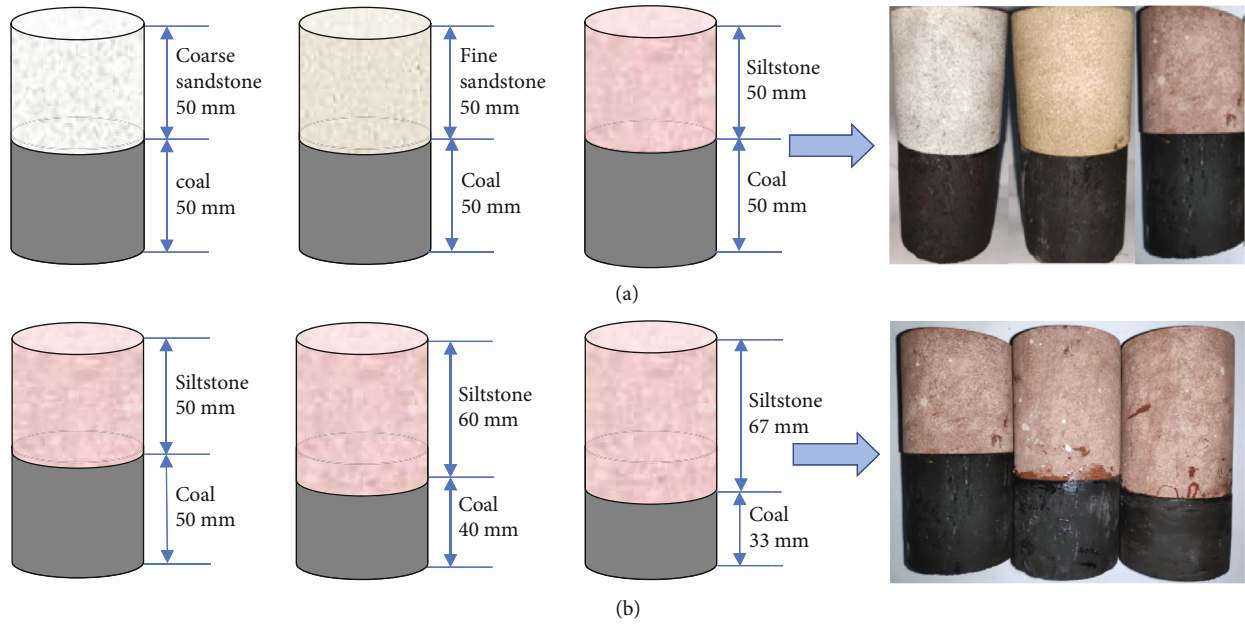 Coarse
sandstone
50 mm
coal
50 mm
Fine
sandstone
50 mm
Coal
50 mm
Siltstone
50 mm
Coal
50 mm
(a)
Siltstone
50 mm
Coal
50 mm
Siltstone
60 mm
Coal
40 mm
Siltstone
67 mm
Coal
33 mm
(b)